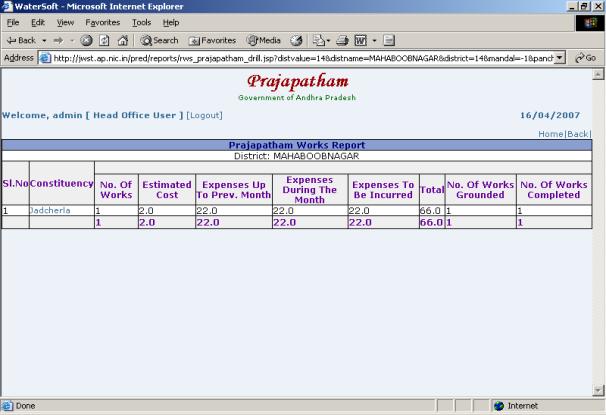 WaterSoft - Microsoft Internet Explorer
File Edit View Favorites Tools Help
Back Search Favorites Media
Address http://jwst.ap.nic.in/pred/reports/rws_prajapatham_drill.jsp?distvalue=14&distname=MAHABOOBNAGAR&district=14&mandal=-1&panch Go
Prajapatham
Government of Andhra Pradesh
Welcome, admin [ Head Office User ] [Logout] 16/04/2007
Home|Back|
Prajapatham Works Report
District: MAHABOOBNAGAR
Sl.No Constituency No. Of Works Estimated Cost Expenses Up To Prev. Month Expenses During The Month Expenses To Be Incurred Total No. Of Works Grounded No. Of Works Completed
1 Jadcherla 1 2.0 22.0 22.0 22.0 66.0 1 1
1 2.0 22.0 22.0 22.0 66.0 1 1
Done Internet